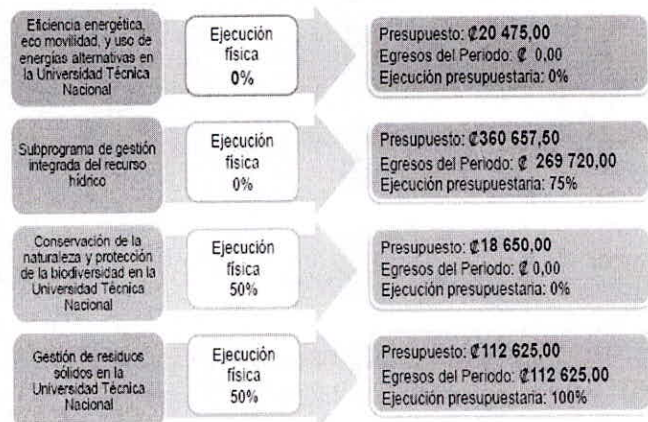 Eficiencia energética,
eco movilidad, y uso de
energías alternativas en
la Universidad Técnica
Nacional
Ejecución
física
0%
Presupuesto: ₡20 475,00
Egresos del Periodo: ₡ 0,00
Ejecución presupuestaria: 0%
Subprograma de gestión
integrada del recurso
hídrico
Ejecución
física
0%
Presupuesto: ₡360 657,50
Egresos del Periodo: ₡ 269 720,00
Ejecución presupuestaria: 75%
Conservación de la
naturaleza y protección
de la biodiversidad en la
Universidad Técnica
Nacional
Ejecución
física
50%
Presupuesto: ₡18 650,00
Egresos del Periodo: ₡ 0,00
Ejecución presupuestaria: 0%
Gestión de residuos
sólidos en la
Universidad Técnica
Nacional
Ejecución
física
50%
Presupuesto: ₡112 625,00
Egresos del Periodo: ₡112 625,00
Ejecución presupuestaria: 100%